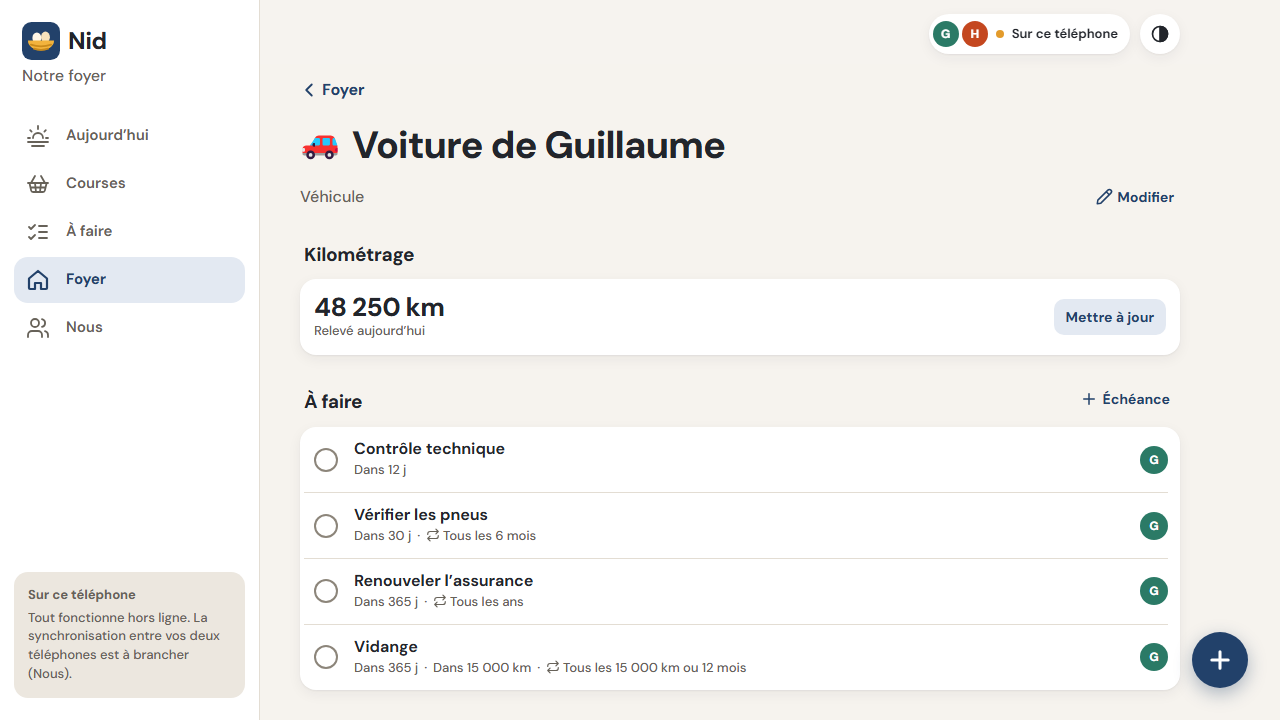 Nid
Notre foyer
Aujourd’hui
Courses
À faire
Foyer
Nous
Sur ce téléphone
Tout fonctionne hors ligne. La
synchronisation entre vos deux
téléphones est à brancher
(Nous).
G H Sur ce téléphone
Foyer
Voiture de Guillaume
Véhicule
Modifier
Kilométrage
48 250 km
Relevé aujourd’hui
Mettre à jour
À faire
Échéance
Contrôle technique
Dans 12 j
G
Vérifier les pneus
Dans 30 j · Tous les 6 mois
G
Renouveler l’assurance
Dans 365 j · Tous les ans
G
Vidange
Dans 365 j · Dans 15 000 km · Tous les 15 000 km ou 12 mois
G